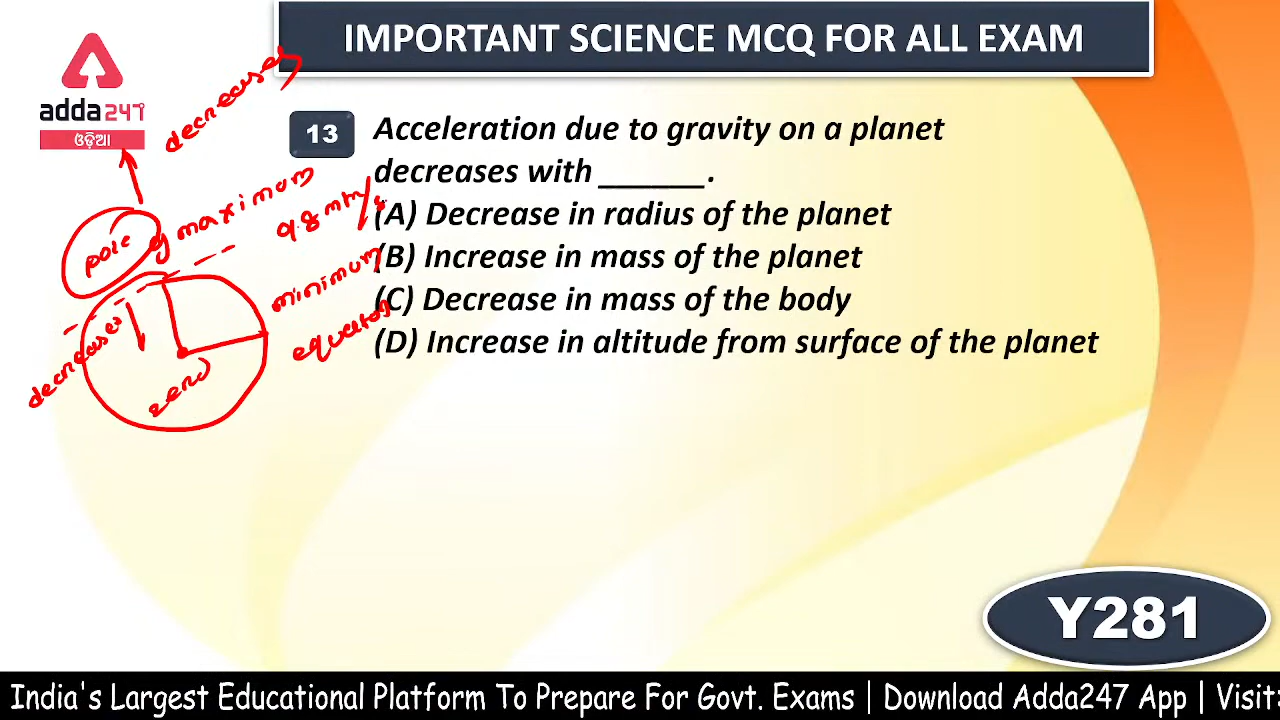 IMPORTANT SCIENCE MCQ FOR ALL EXAM
adda247
ଓଡ଼ିଆ
13
Acceleration due to gravity on a planet
decreases with ______.
(A) Decrease in radius of the planet
(B) Increase in mass of the planet
(C) Decrease in mass of the body
(D) Increase in altitude from surface of the planet
decreases
pole
g maximum
minimum
equator
decreases
zero
Y281
India's Largest Educational Platform To Prepare For Govt. Exams | Download Adda247 App | Visit: